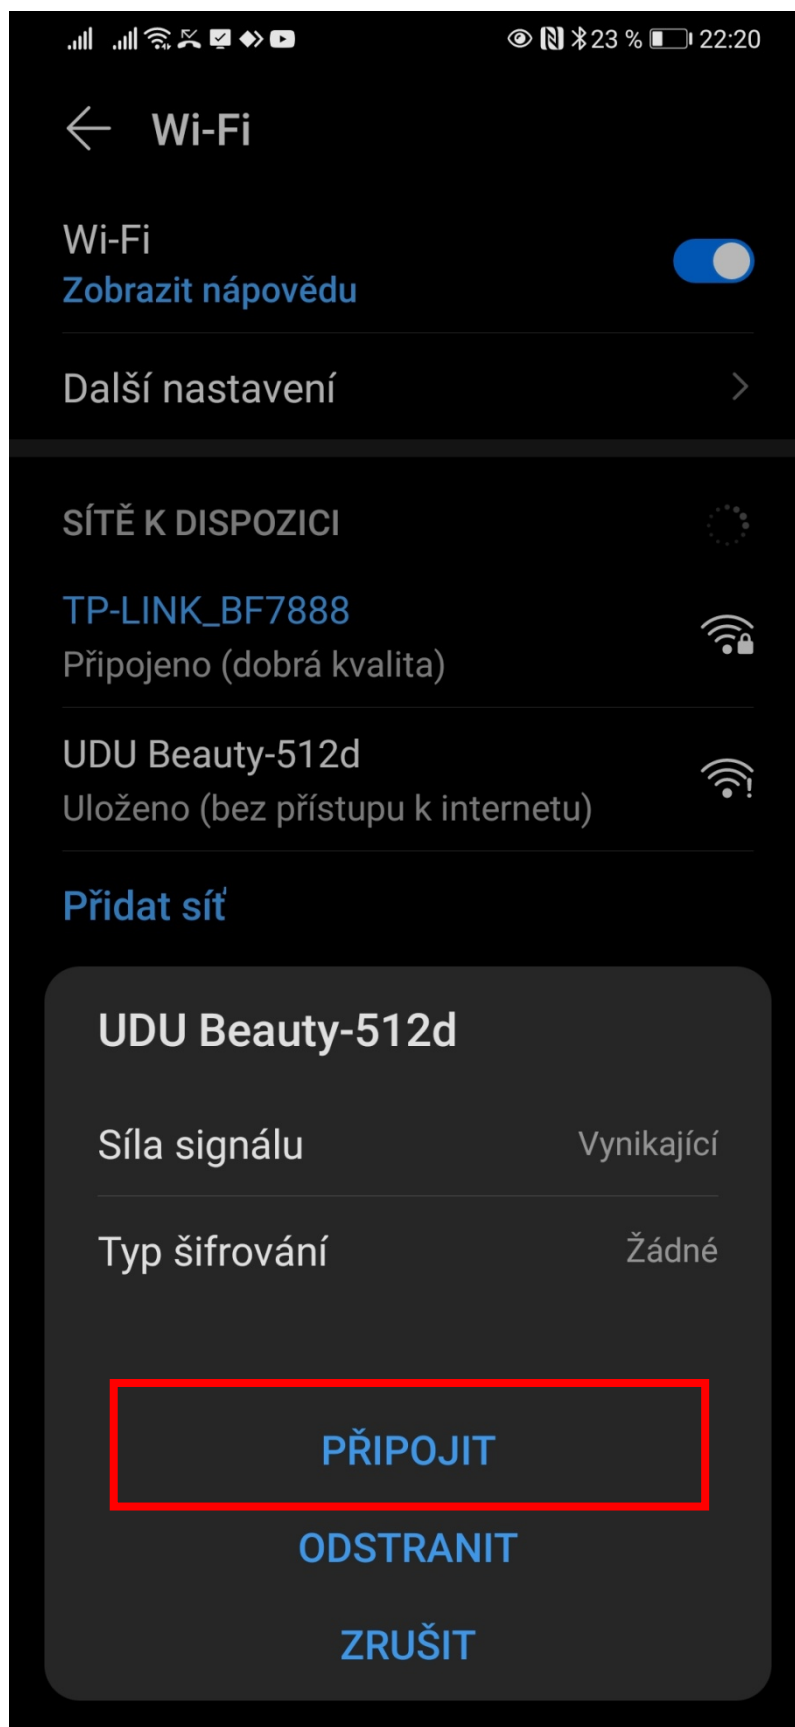 23 % 22:20
Wi-Fi
Wi-Fi
Zobrazit nápovědu
Další nastavení
SÍTĚ K DISPOZICI
TP-LINK_BF7888
Připojeno (dobrá kvalita)
UDU Beauty-512d
Uloženo (bez přístupu k internetu)
Přidat síť
UDU Beauty-512d
Síla signálu Vynikající
Typ šifrování Žádné
PŘIPOJIT
ODSTRANIT
ZRUŠIT